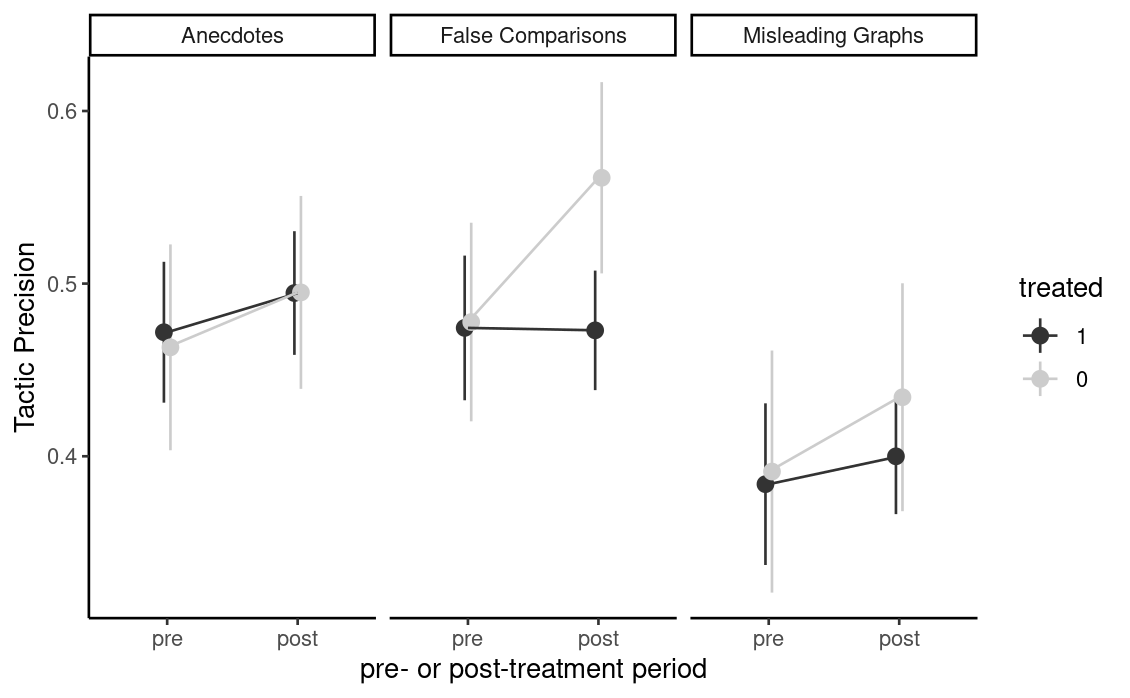 Anecdotes
False Comparisons
Misleading Graphs
0.6
0.5
0.4
Tactic Precision
pre
post
pre
post
pre
post
pre- or post-treatment period
treated
1
0